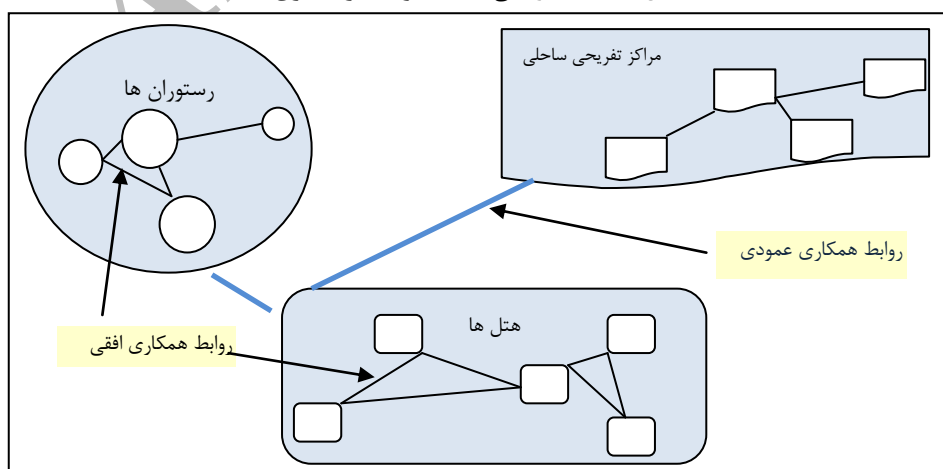 مراکز تفریحی ساحلی
رستوران ها
روابط همکاری عمودی
هتل ها
روابط همکاری افقی